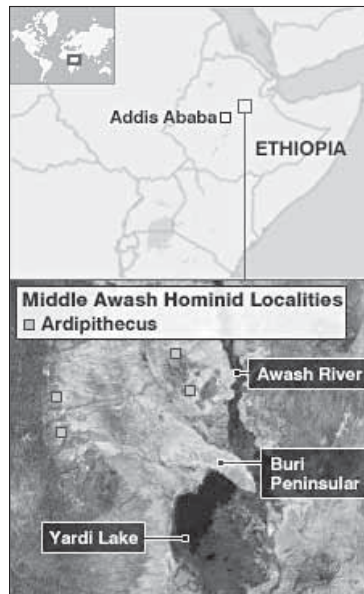 Addis Ababa
ETHIOPIA
Middle Awash Hominid Localities
Ardipithecus
Awash River
Buri
Peninsular
Yardi Lake